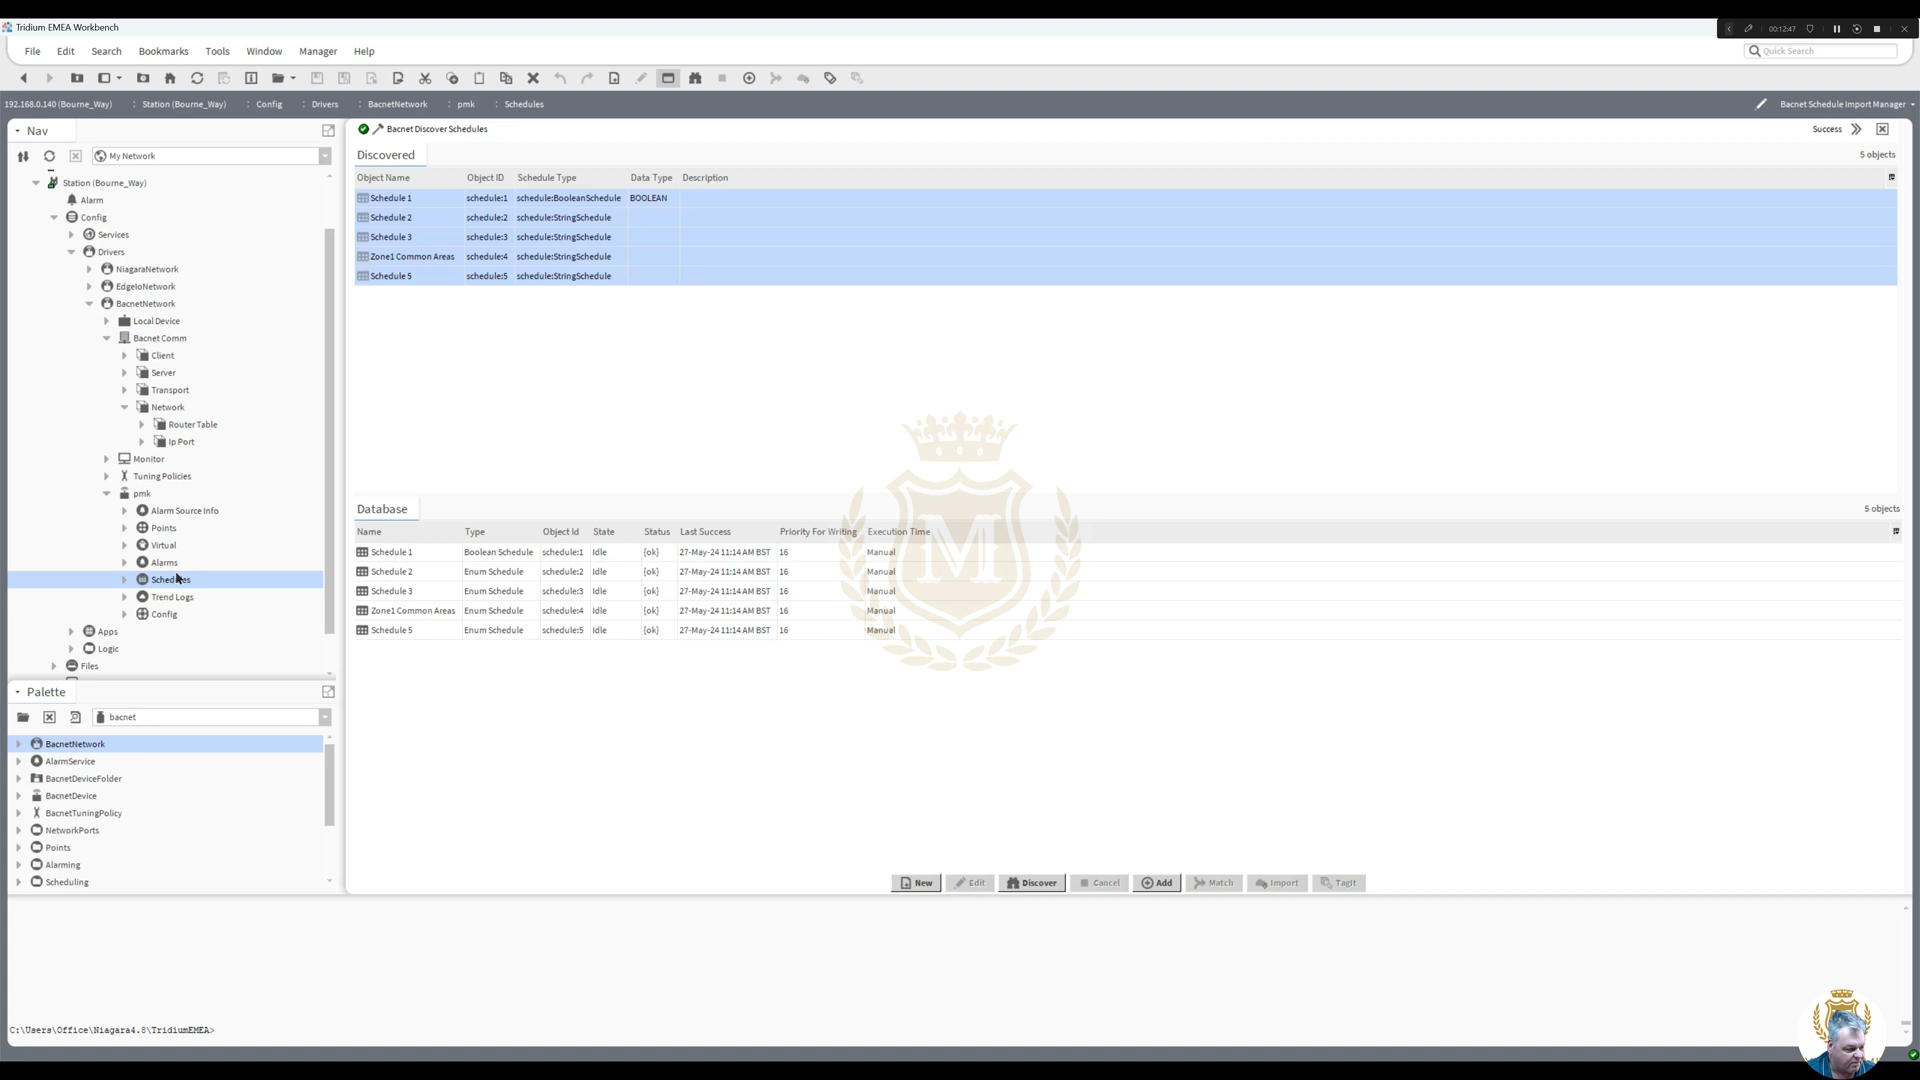 Tridium EMEA Workbench
00:12:47
File Edit Search Bookmarks Tools Window Manager Help
Quick Search
192.168.0.140 (Bourne_Way) : Station (Bourne_Way) : Config : Drivers : BacnetNetwork : pmk : Schedules
Bacnet Schedule Import Manager
Nav
My Network
Station (Bourne_Way)
Alarm
Config
Services
Drivers
NiagaraNetwork
EdgeIoNetwork
BacnetNetwork
Local Device
Bacnet Comm
Client
Server
Transport
Network
Router Table
Ip Port
Monitor
Tuning Policies
pmk
Alarm Source Info
Points
Virtual
Alarms
Schedules
Trend Logs
Config
Apps
Logic
Files
Palette
bacnet
BacnetNetwork
AlarmService
BacnetDeviceFolder
BacnetDevice
BacnetTuningPolicy
NetworkPorts
Points
Alarming
Scheduling
Bacnet Discover Schedules
Success
Discovered
5 objects
Object Name Object ID Schedule Type Data Type Description
Schedule 1 schedule:1 schedule:BooleanSchedule BOOLEAN
Schedule 2 schedule:2 schedule:StringSchedule
Schedule 3 schedule:3 schedule:StringSchedule
Zone1 Common Areas schedule:4 schedule:StringSchedule
Schedule 5 schedule:5 schedule:StringSchedule
M
Database
5 objects
Name Type Object Id State Status Last Success Priority For Writing Execution Time
Schedule 1 Boolean Schedule schedule:1 Idle {ok} 27-May-24 11:14 AM BST 16 Manual
Schedule 2 Enum Schedule schedule:2 Idle {ok} 27-May-24 11:14 AM BST 16 Manual
Schedule 3 Enum Schedule schedule:3 Idle {ok} 27-May-24 11:14 AM BST 16 Manual
Zone1 Common Areas Enum Schedule schedule:4 Idle {ok} 27-May-24 11:14 AM BST 16 Manual
Schedule 5 Enum Schedule schedule:5 Idle {ok} 27-May-24 11:14 AM BST 16 Manual
New Edit Discover Cancel Add Match Import TagIt
C:\Users\Office\Niagara4.8\TridiumEMEA>